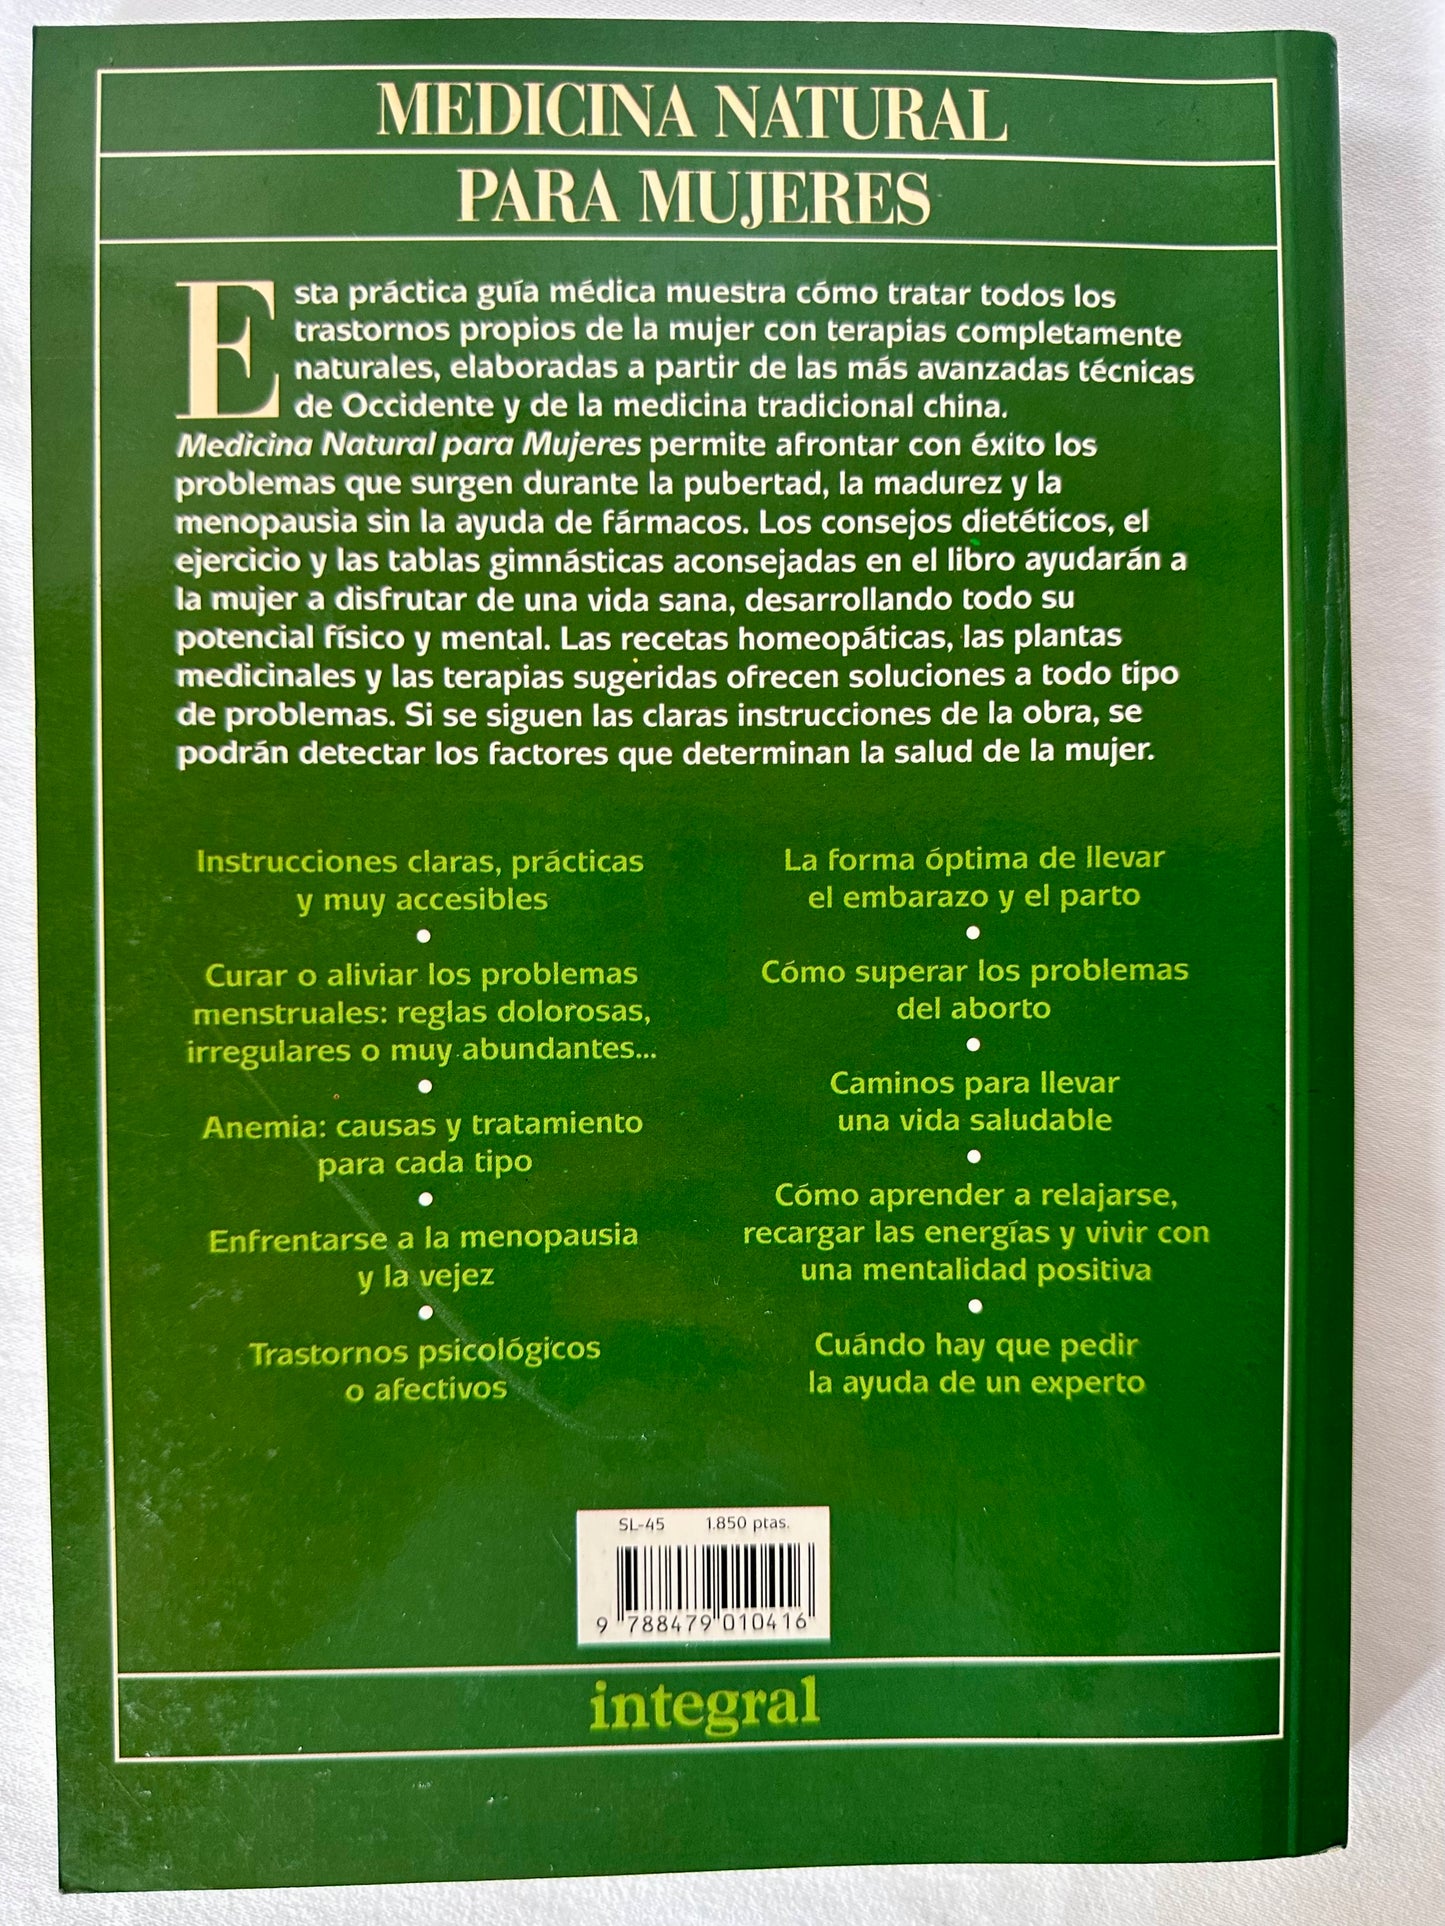 MEDICINA NATURAL
PARA MUJERES
Esta práctica guía médica muestra cómo tratar todos los
trastornos propios de la mujer con terapias completamente
naturales, elaboradas a partir de las más avanzadas técnicas
de Occidente y de la medicina tradicional china.
Medicina Natural para Mujeres permite afrontar con éxito los
problemas que surgen durante la pubertad, la madurez y la
menopausia sin la ayuda de fármacos. Los consejos dietéticos, el
ejercicio y las tablas gimnásticas aconsejadas en el libro ayudarán a
la mujer a disfrutar de una vida sana, desarrollando todo su
potencial físico y mental. Las recetas homeopáticas, las plantas
medicinales y las terapias sugeridas ofrecen soluciones a todo tipo
de problemas. Si se siguen las claras instrucciones de la obra, se
podrán detectar los factores que determinan la salud de la mujer.
Instrucciones claras, prácticas
y muy accesibles
•
Curar o aliviar los problemas
menstruales: reglas dolorosas,
irregulares o muy abundantes...
•
Anemia: causas y tratamiento
para cada tipo
•
Enfrentarse a la menopausia
y la vejez
•
Trastornos psicológicos
o afectivos
La forma óptima de llevar
el embarazo y el parto
•
Cómo superar los problemas
del aborto
•
Caminos para llevar
una vida saludable
•
Cómo aprender a relajarse,
recargar las energías y vivir con
una mentalidad positiva
•
Cuándo hay que pedir
la ayuda de un experto
SL-45 1.850 ptas.
9 788479 010416
integral